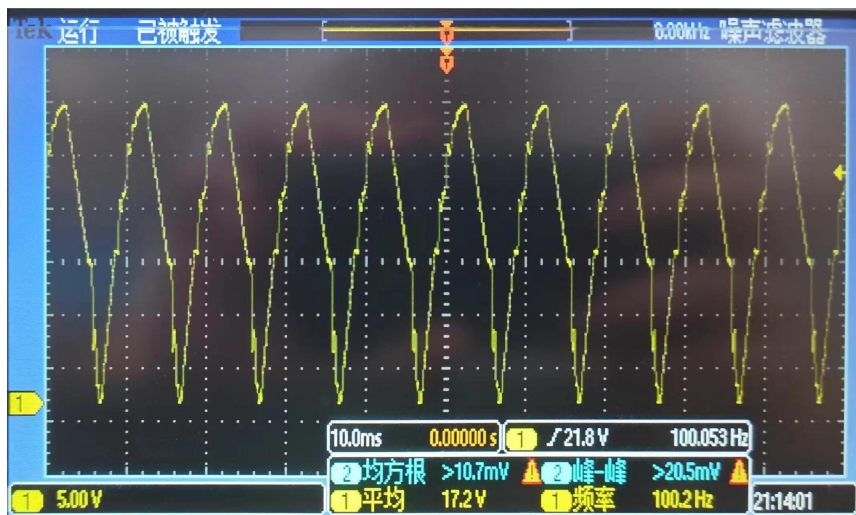 Tek 运行 已被触发 噪声滤波器
1
10.0ms 0.00000 s 1 21.8 V 100.053 Hz
2 均方根 >10.7mV 2 峰-峰 >20.5mV
1 5.00 V 1 平均 17.2 V 1 频率 100.2 Hz 21:14:01